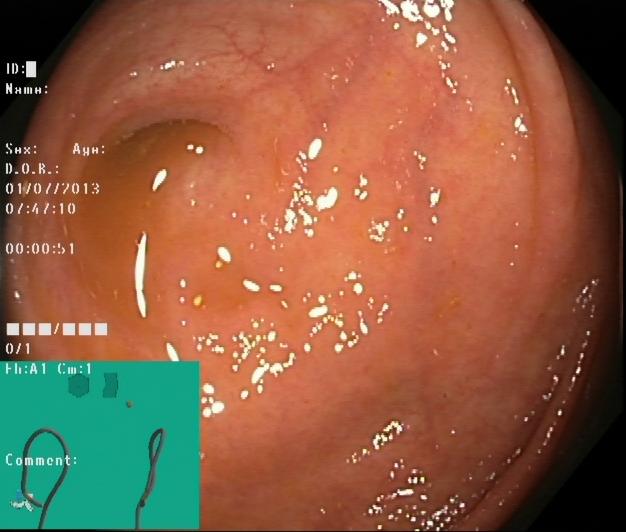 ID:
Name:
Sex: Age:
D.O.B.:
01/07/2013
07:47:10
00:00:51
0/1
Eh:A1 Cm:1
Comment: